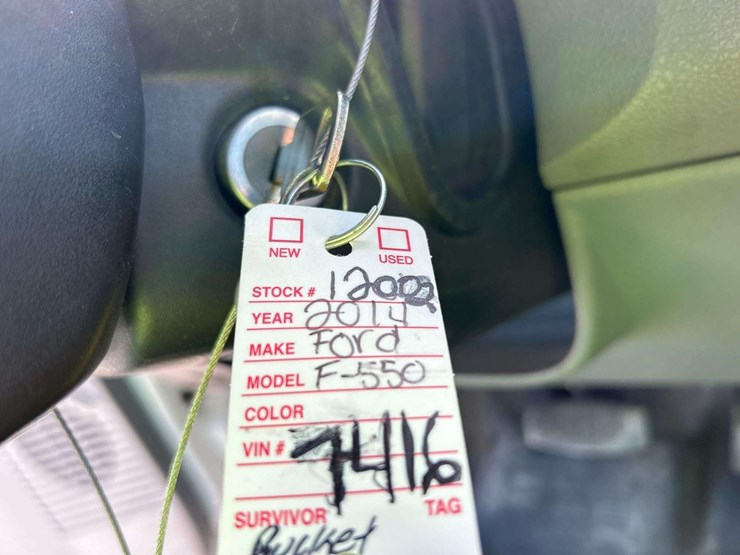 NEW USED
STOCK # 12002
YEAR 2014
MAKE Ford
MODEL F-550
COLOR
VIN # 7416
SURVIVOR TAG
Bucket